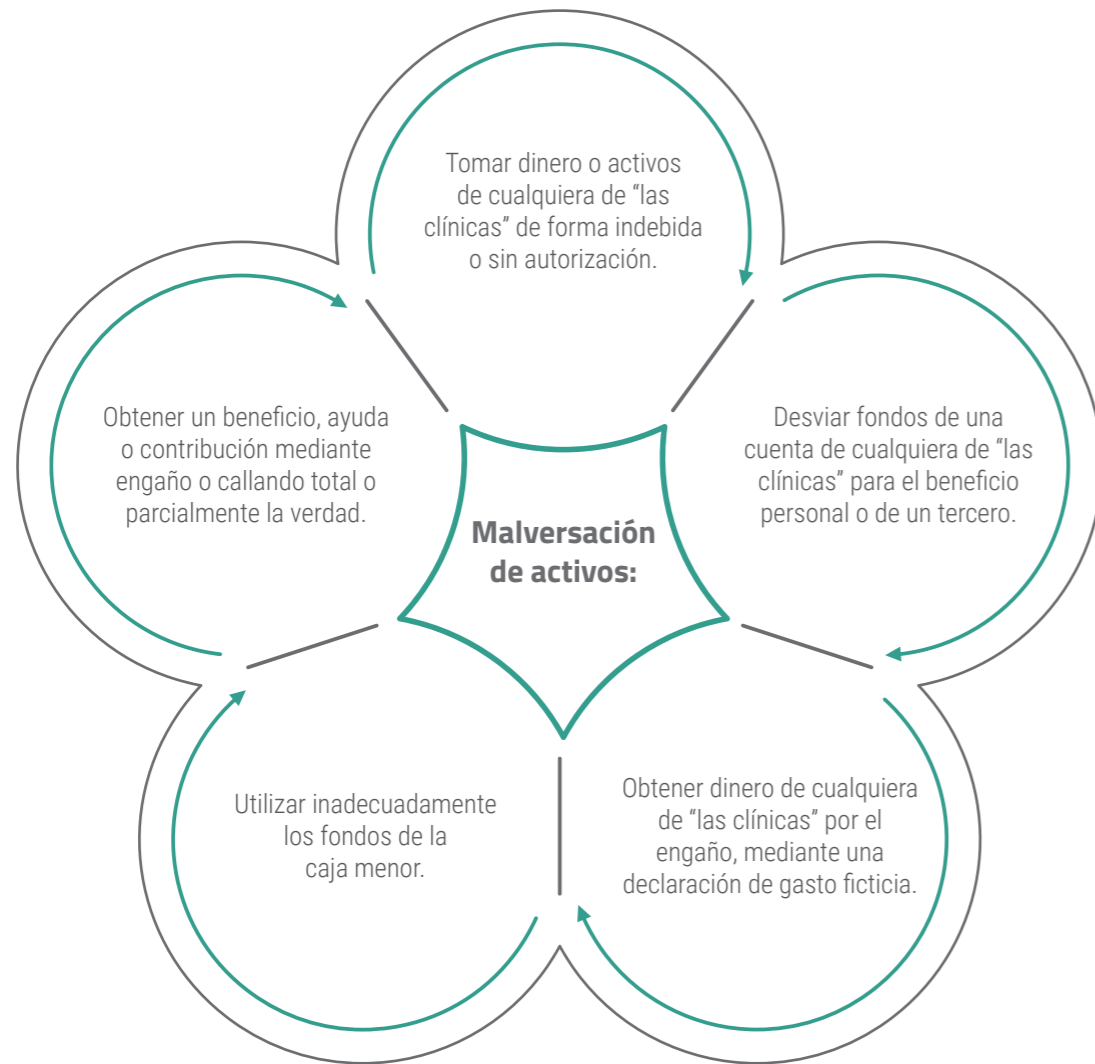 Tomar dinero o activos
de cualquiera de “las
clínicas” de forma indebida
o sin autorización.
Desviar fondos de una
cuenta de cualquiera de “las
clínicas” para el beneficio
personal o de un tercero.
Obtener dinero de cualquiera
de “las clínicas” por el
engaño, mediante una
declaración de gasto ficticia.
Utilizar inadecuadamente
los fondos de la
caja menor.
Obtener un beneficio, ayuda
o contribución mediante
engaño o callando total o
parcialmente la verdad.
Malversación
de activos: